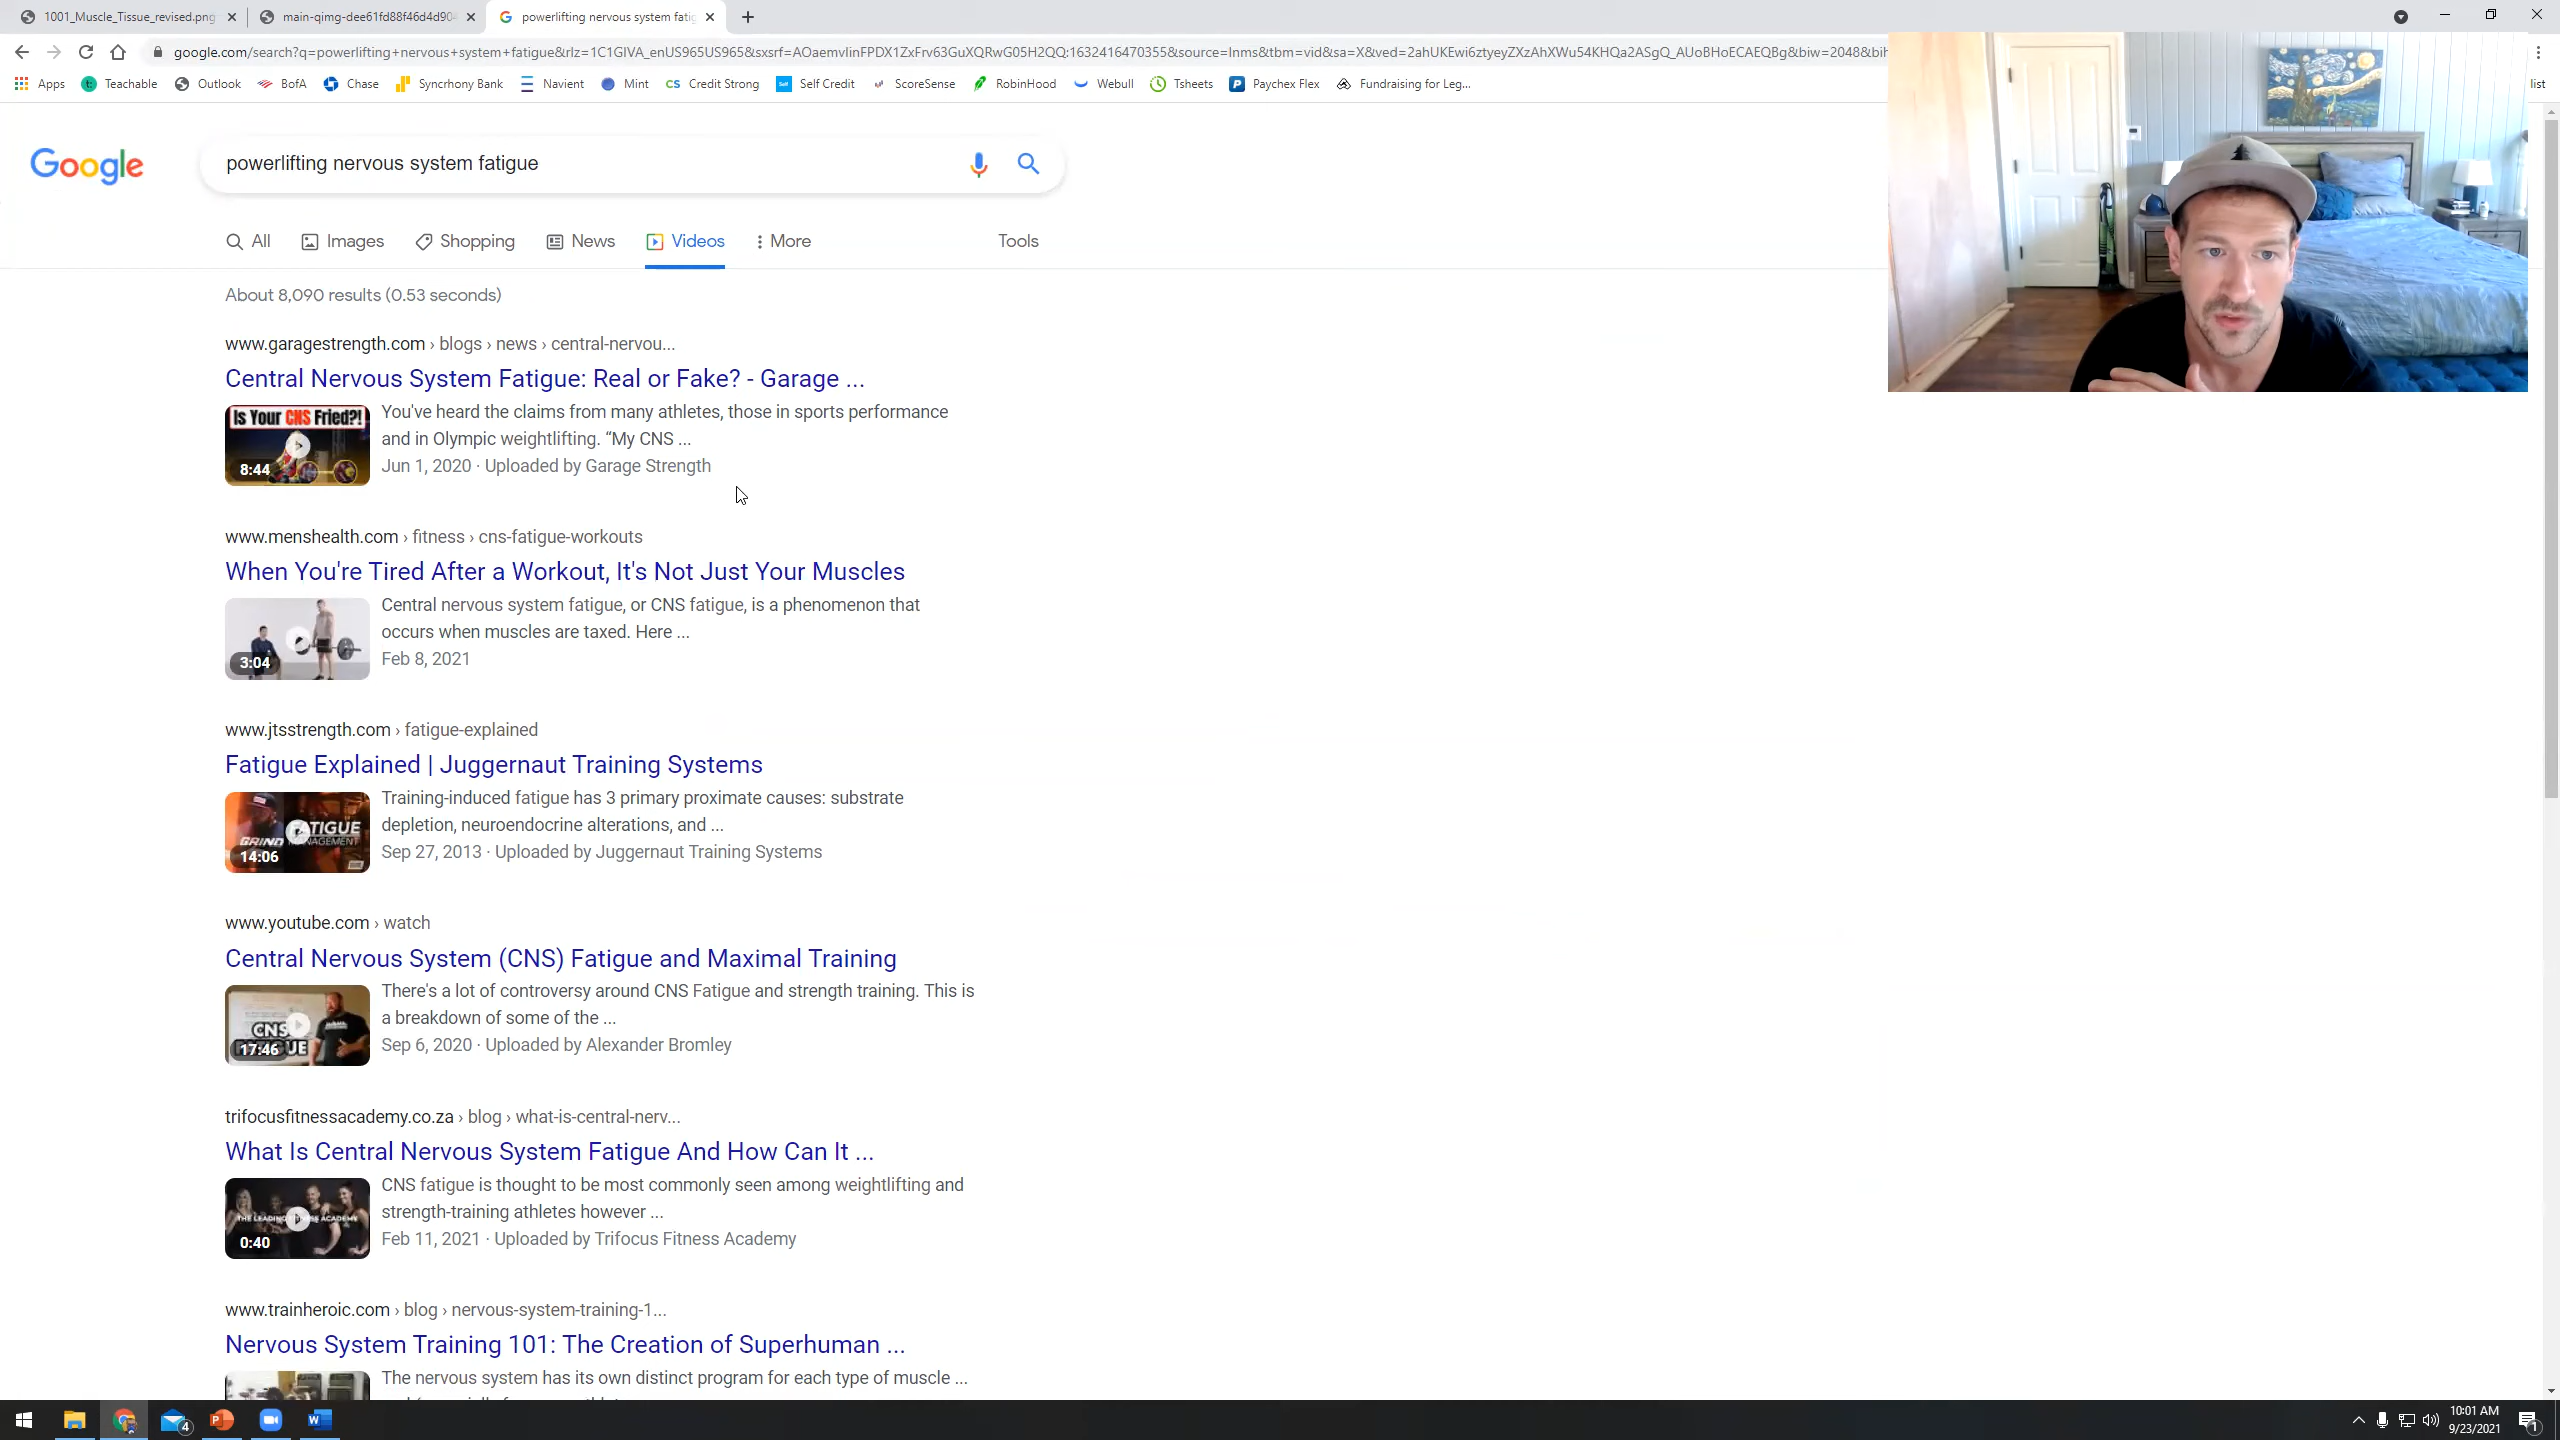 1001_Muscle_Tissue_revised.png
main-qimg-dee61fd88f46d4d904
powerlifting nervous system fatig
google.com/search?q=powerlifting+nervous+system+fatigue&rlz=1C1GIVA_enUS965US965&sxsrf=AOaemvIinFPDX1ZxFrv63GuXQRwG05H2QQ:1632416470355&source=lnms&tbm=vid&sa=X&ved=2ahUKEwi6ztyeyZXzAhXWu54KHQa2ASgQ_AUoBHoECAEQBg&biw=2048&bih
Apps Teachable Outlook BofA Chase Syncrhony Bank Navient Mint CS Credit Strong Self Credit ScoreSense RobinHood Webull Tsheets Paychex Flex Fundraising for Leg... list
Google
powerlifting nervous system fatigue
All Images Shopping News Videos More Tools
About 8,090 results (0.53 seconds)
www.garagestrength.com › blogs › news › central-nervou...
Central Nervous System Fatigue: Real or Fake? - Garage ...
Is Your CNS Fried?!
8:44
You've heard the claims from many athletes, those in sports performance
and in Olympic weightlifting. “My CNS ...
Jun 1, 2020 · Uploaded by Garage Strength
www.menshealth.com › fitness › cns-fatigue-workouts
When You're Tired After a Workout, It's Not Just Your Muscles
3:04
Central nervous system fatigue, or CNS fatigue, is a phenomenon that
occurs when muscles are taxed. Here ...
Feb 8, 2021
www.jtsstrength.com › fatigue-explained
Fatigue Explained | Juggernaut Training Systems
FATIGUE
GRIND MANAGEMENT
14:06
Training-induced fatigue has 3 primary proximate causes: substrate
depletion, neuroendocrine alterations, and ...
Sep 27, 2013 · Uploaded by Juggernaut Training Systems
www.youtube.com › watch
Central Nervous System (CNS) Fatigue and Maximal Training
CNS
17:46
There's a lot of controversy around CNS Fatigue and strength training. This is
a breakdown of some of the ...
Sep 6, 2020 · Uploaded by Alexander Bromley
trifocusfitnessacademy.co.za › blog › what-is-central-nerv...
What Is Central Nervous System Fatigue And How Can It ...
THE LEADING FITNESS ACADEMY
0:40
CNS fatigue is thought to be most commonly seen among weightlifting and
strength-training athletes however ...
Feb 11, 2021 · Uploaded by Trifocus Fitness Academy
www.trainheroic.com › blog › nervous-system-training-1...
Nervous System Training 101: The Creation of Superhuman ...
The nervous system has its own distinct program for each type of muscle ...
4
10:01 AM
9/23/2021
1